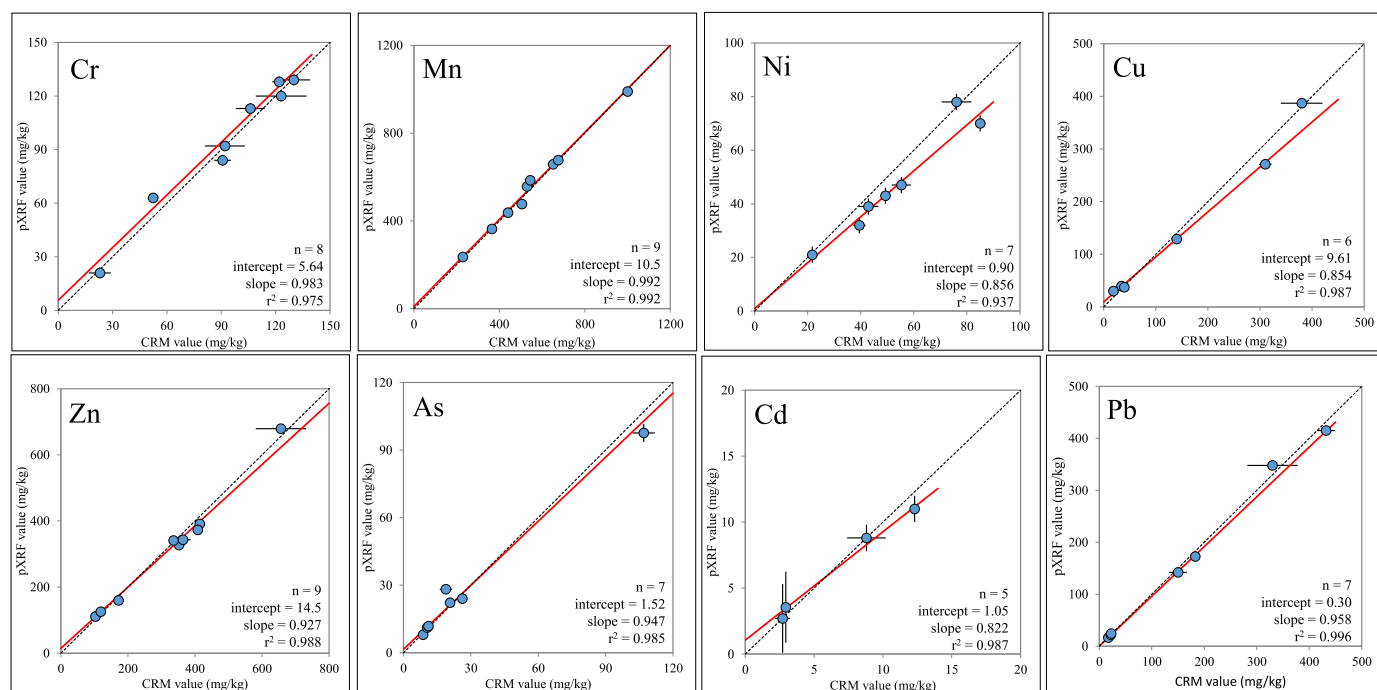 Cr
pXRF value (mg/kg)
150
120
90
60
30
0
n = 8
intercept = 5.64
slope = 0.983
r² = 0.975
0 30 60 90 120 150
CRM value (mg/kg)
Mn
pXRF value (mg/kg)
1200
800
400
0
n = 9
intercept = 10.5
slope = 0.992
r² = 0.992
0 400 800 1200
CRM value (mg/kg)
Ni
pXRF value (mg/kg)
100
80
60
40
20
0
n = 7
intercept = 0.90
slope = 0.856
r² = 0.937
0 20 40 60 80 100
CRM value (mg/kg)
Cu
pXRF value (mg/kg)
500
400
300
200
100
0
n = 6
intercept = 9.61
slope = 0.854
r² = 0.987
0 100 200 300 400 500
CRM value (mg/kg)
Zn
pXRF value (mg/kg)
800
600
400
200
0
n = 9
intercept = 14.5
slope = 0.927
r² = 0.988
0 200 400 600 800
CRM value (mg/kg)
As
pXRF value (mg/kg)
120
90
60
30
0
n = 7
intercept = 1.52
slope = 0.947
r² = 0.985
0 30 60 90 120
CRM value (mg/kg)
Cd
pXRF value (mg/kg)
20
15
10
5
0
n = 5
intercept = 1.05
slope = 0.822
r² = 0.987
0 5 10 15 20
CRM value (mg/kg)
Pb
pXRF value (mg/kg)
500
400
300
200
100
0
n = 7
intercept = 0.30
slope = 0.958
r² = 0.996
0 100 200 300 400 500
CRM value (mg/kg)